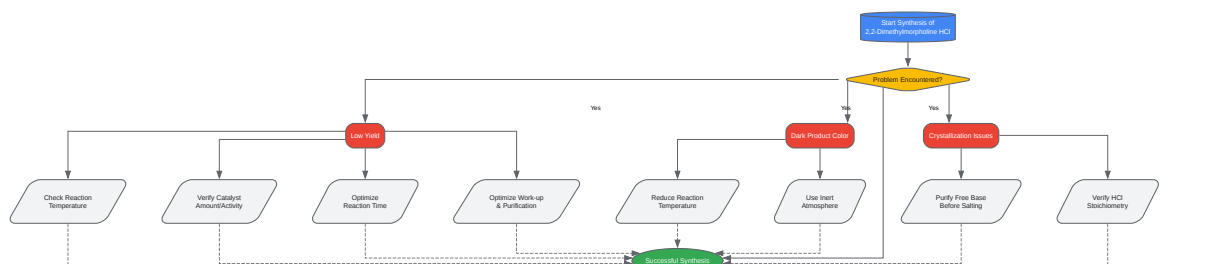 Start Synthesis of
2,2-Dimethylmorpholine HCl
Problem Encountered?
Yes
Yes
Yes
Low Yield
Dark Product Color
Crystallization Issues
Check Reaction
Temperature
Verify Catalyst
Amount/Activity
Optimize
Reaction Time
Optimize Work-up
& Purification
Reduce Reaction
Temperature
Use Inert
Atmosphere
Purify Free Base
Before Salting
Verify HCl
Stoichiometry
Successful Synthesis